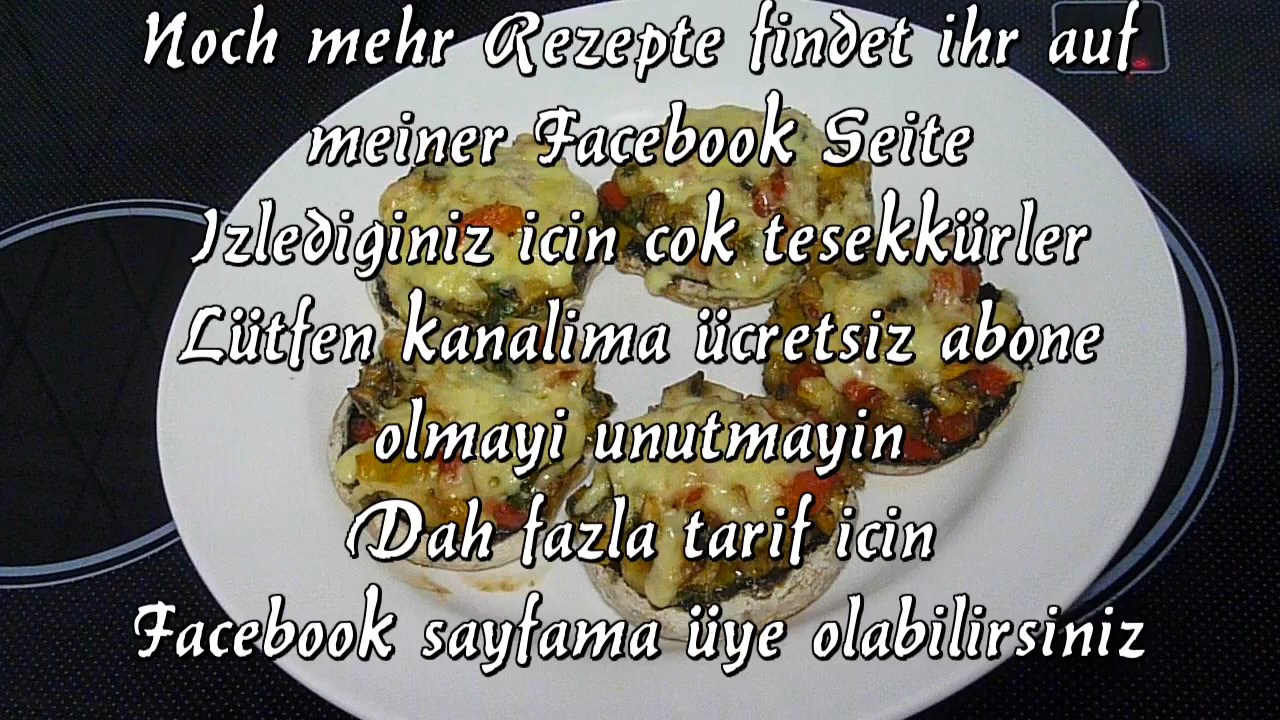 Noch mehr Rezepte findet ihr auf
meiner Facebook Seite
Izlediginiz icin cok tesekkürler
Lütfen kanalima ücretsiz abone
olmayi unutmayin
Dah fazla tarif icin
Facebook sayfama üye olabilirsiniz